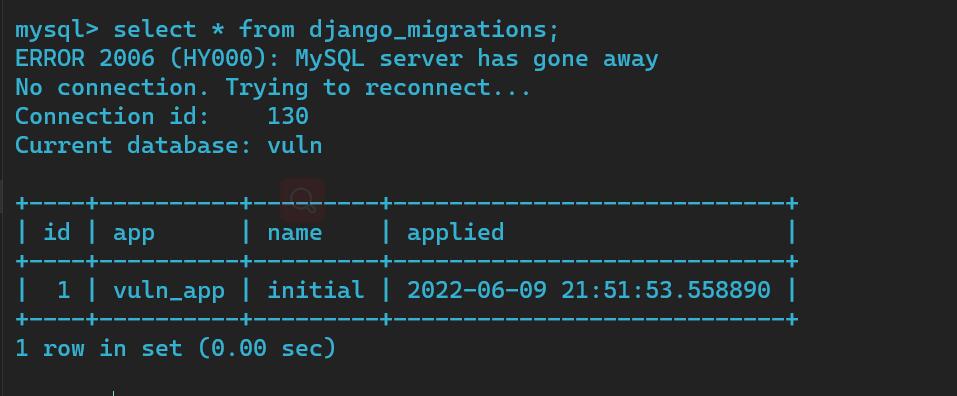 mysql> select * from django_migrations;
ERROR 2006 (HY000): MySQL server has gone away
No connection. Trying to reconnect...
Connection id:    130
Current database: vuln
+----+----------+---------+----------------------------+
| id | app      | name    | applied                    |
+----+----------+---------+----------------------------+
|  1 | vuln_app | initial | 2022-06-09 21:51:53.558890 |
+----+----------+---------+----------------------------+
1 row in set (0.00 sec)